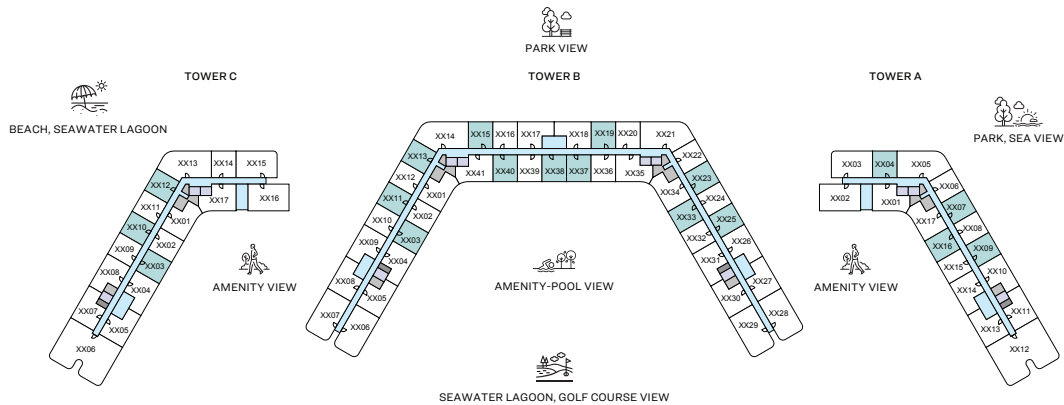 PARK VIEW
TOWER C
TOWER B
TOWER A
BEACH, SEAWATER LAGOON
PARK, SEA VIEW
XX13 XX14 XX15
XX12
XX11
XX10
XX09
XX08
XX07
XX06
XX16
XX17
XX01
XX02
XX03
XX04
XX05
XX14 XX15 XX16 XX17 XX18 XX19 XX20 XX21
XX13
XX12
XX11
XX10
XX09
XX08
XX07
XX06
XX41 XX40 XX39 XX38 XX37 XX36 XX35
XX01
XX02
XX03
XX04
XX05
XX22
XX23
XX24
XX25
XX26
XX27
XX28
XX34
XX33
XX32
XX31
XX30
XX29
XX03 XX04 XX05
XX02 XX01
XX06
XX07
XX08
XX09
XX10
XX11
XX12
XX17
XX16
XX15
XX14
XX13
AMENITY VIEW
AMENITY-POOL VIEW
AMENITY VIEW
SEAWATER LAGOON, GOLF COURSE VIEW